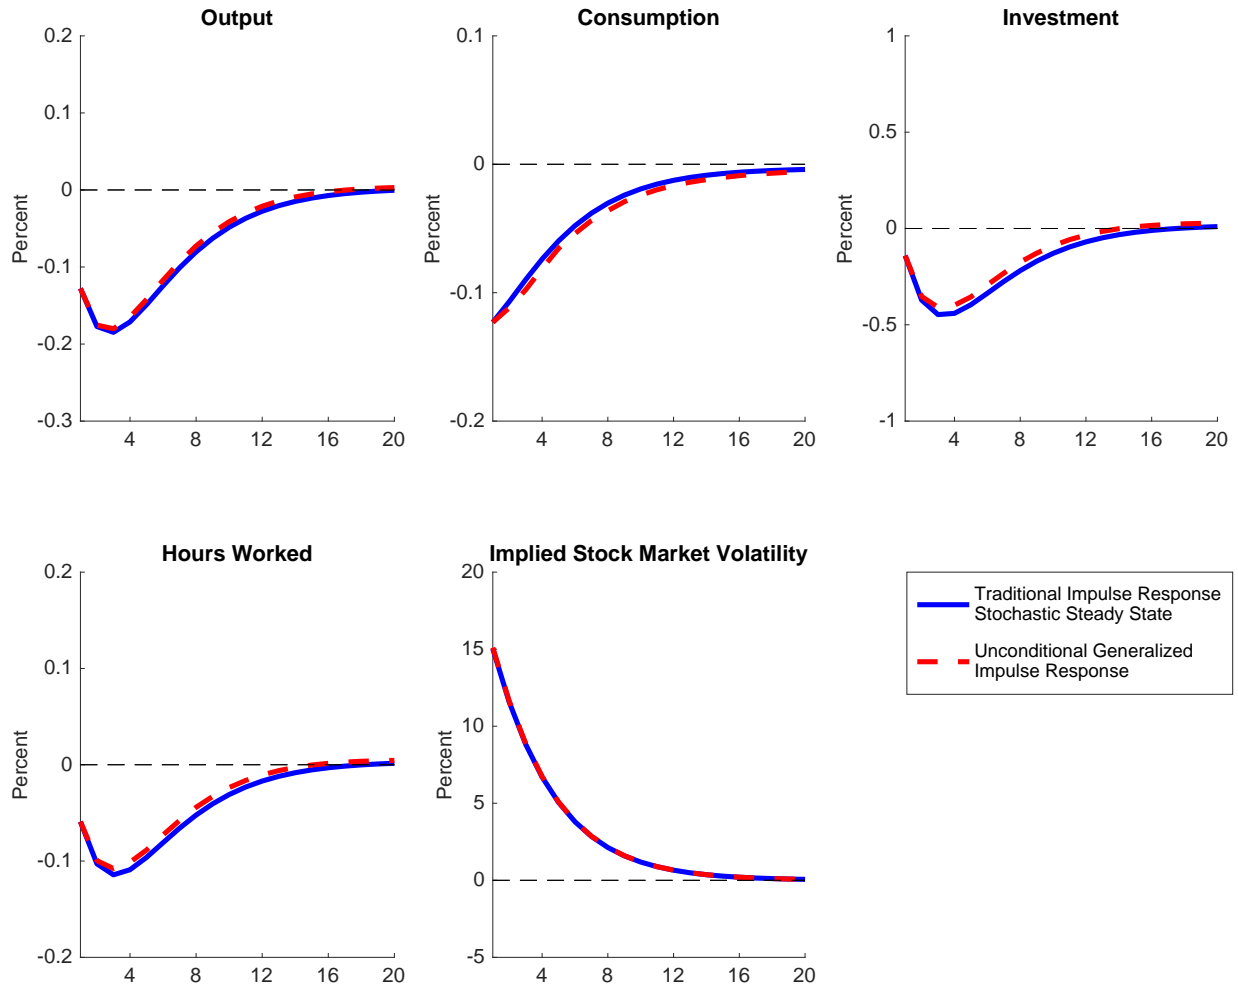 Output
Percent
0.2
0.1
0
-0.1
-0.2
-0.3
4 8 12 16 20
Consumption
Percent
0.1
0
-0.1
-0.2
4 8 12 16 20
Investment
Percent
1
0.5
0
-0.5
-1
4 8 12 16 20
Hours Worked
Percent
0.2
0.1
0
-0.1
-0.2
4 8 12 16 20
Implied Stock Market Volatility
Percent
20
15
10
5
0
-5
4 8 12 16 20
Traditional Impulse Response
Stochastic Steady State
Unconditional Generalized
Impulse Response